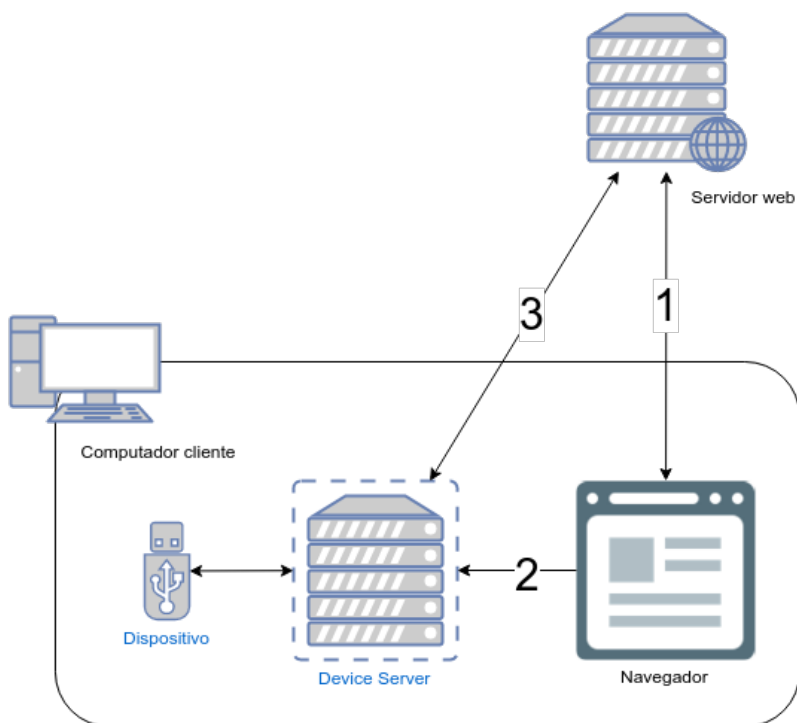 Servidor web
3
1
Computador cliente
2
Dispositivo
Device Server
Navegador